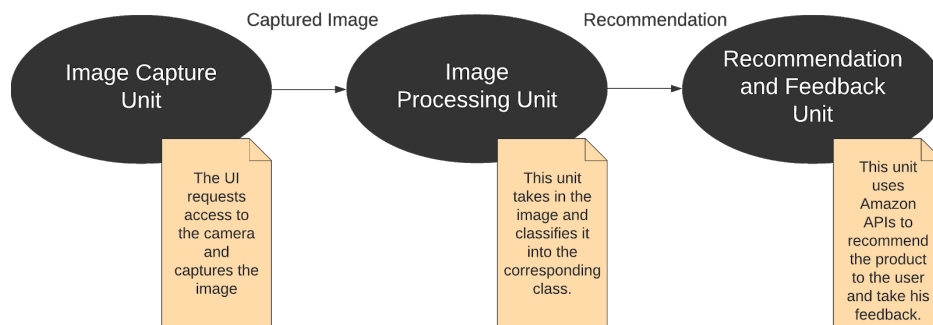 Captured Image
Recommendation
Image Capture
Unit
Image
Processing Unit
Recommendation
and Feedback
Unit
The UI
requests
access to
the camera
and
captures the
image
This unit
takes in the
image and
classifies it
into the
corresponding
class.
This unit
uses
Amazon
APIs to
recommend
the product
to the user
and take his
feedback.